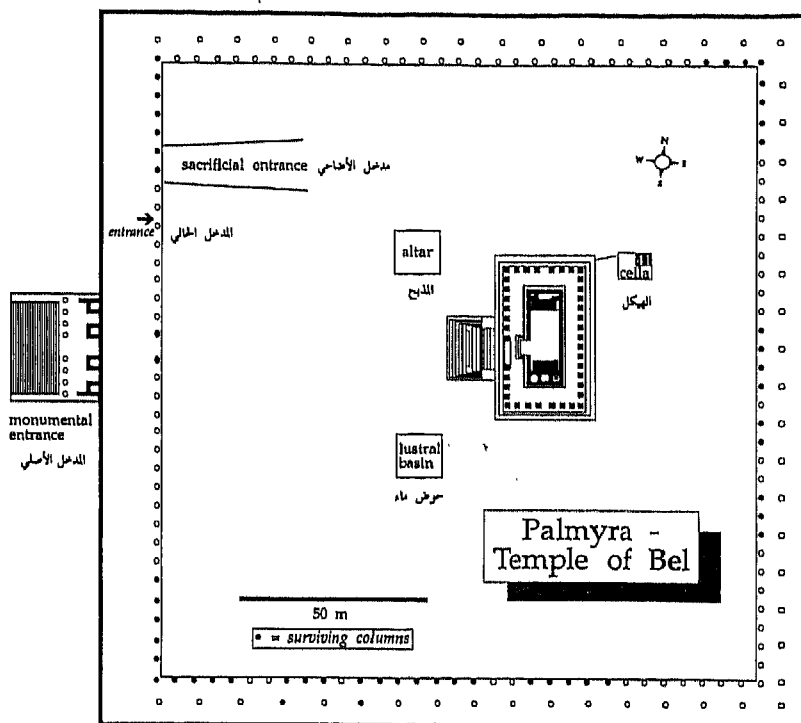 N
W
E
S
sacrificial entrance مدخل الأضاحي
entrance المدخل الحالي
altar
المذبح
cella
الهيكل
monumental
entrance
المدخل الأصلي
lustral
basin
حوض ماء
Palmyra -
Temple of Bel
50 m
= surviving columns